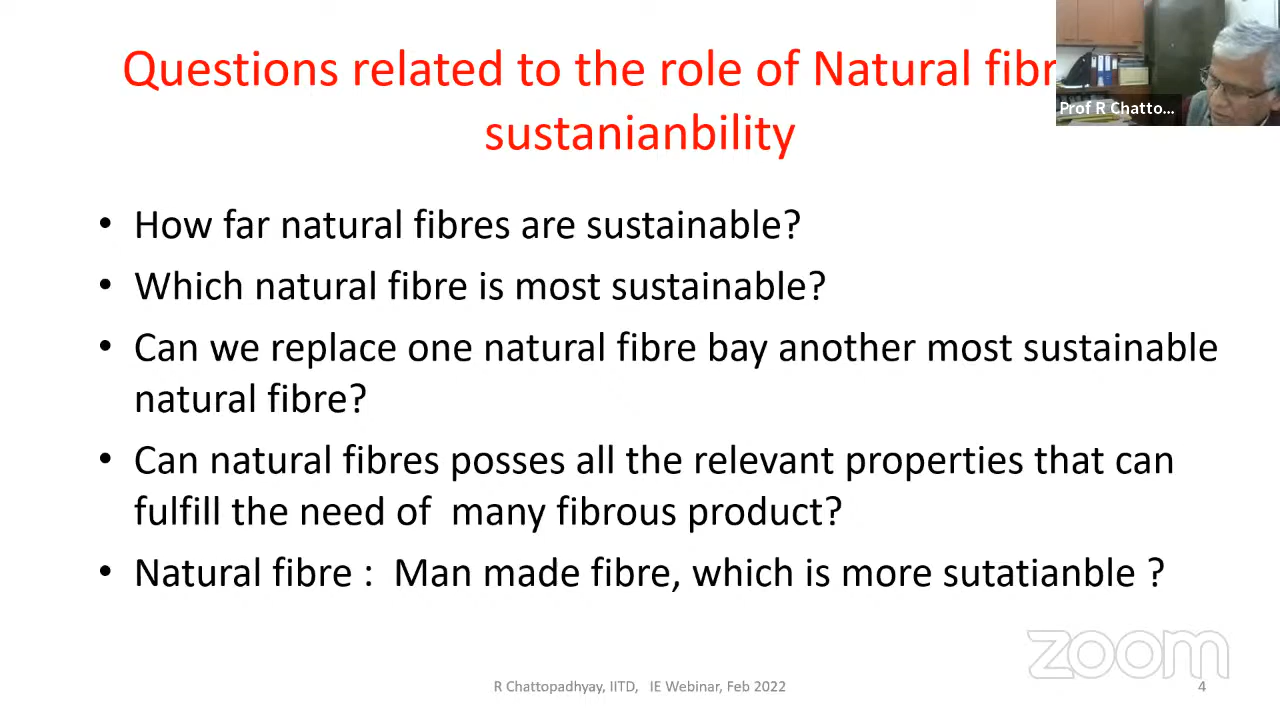 Questions related to the role of Natural
sustanianbility
Prof R Chatto...
• How far natural fibres are sustainable?
• Which natural fibre is most sustainable?
• Can we replace one natural fibre bay another most sustainable
natural fibre?
• Can natural fibres posses all the relevant properties that can
fulfill the need of  many fibrous product?
• Natural fibre :  Man made fibre, which is more sutatianble ?
zoom
R Chattopadhyay, IITD,   IE Webinar, Feb 2022
4